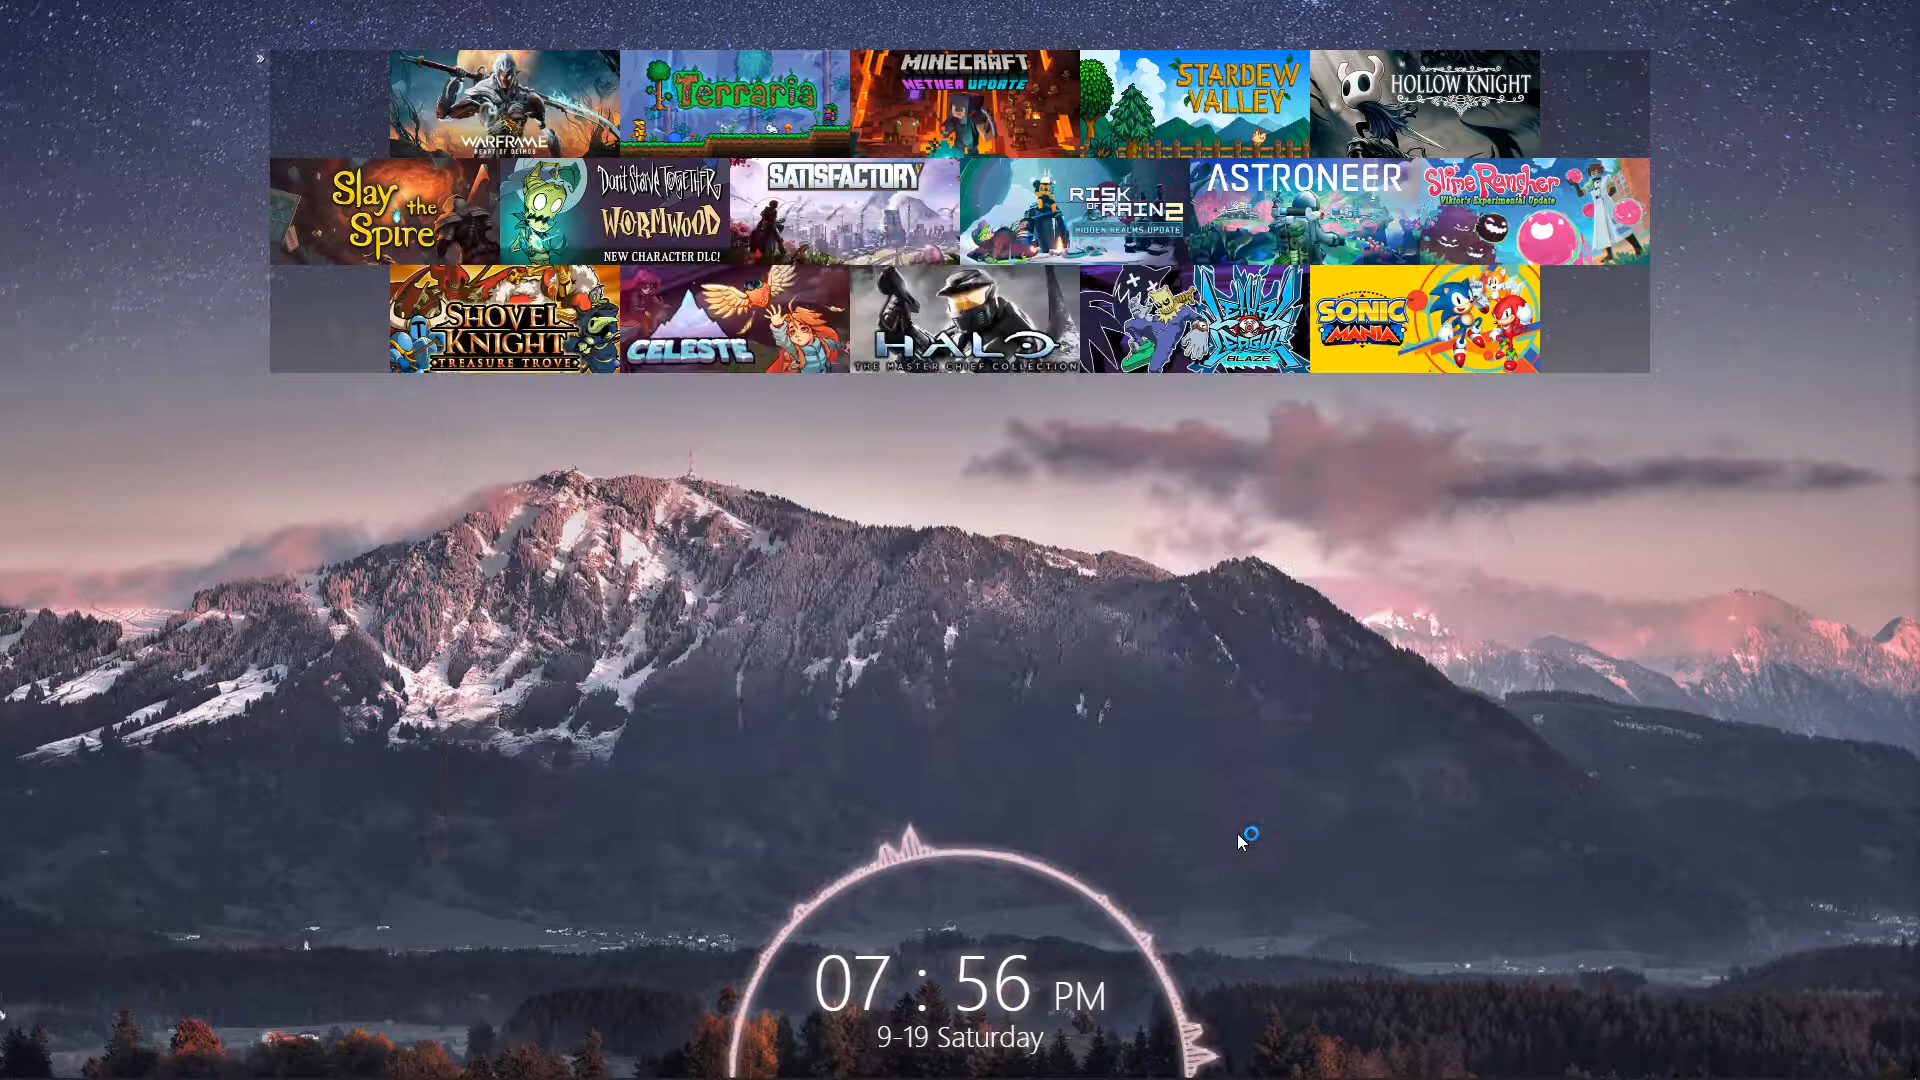 »
WARFRAME
HEART OF DEIMOS
Terraria
MINECRAFT
NETHER UPDATE
STARDEW
VALLEY
HOLLOW KNIGHT
Slay
the
Spire
Don't Starve Together
WORMWOOD
NEW CHARACTER DLC!
SATISFACTORY
RISK
OF
RAIN 2
HIDDEN REALMS UPDATE
ASTRONEER
Slime Rancher
Viktor's Experimental Update
SHOVEL
KNIGHT
TREASURE TROVE
CELESTE
HALO
THE MASTER CHIEF COLLECTION
LETHAL
LEAGUE
BLAZE
SONIC
MANIA
07 : 56 PM
9-19 Saturday